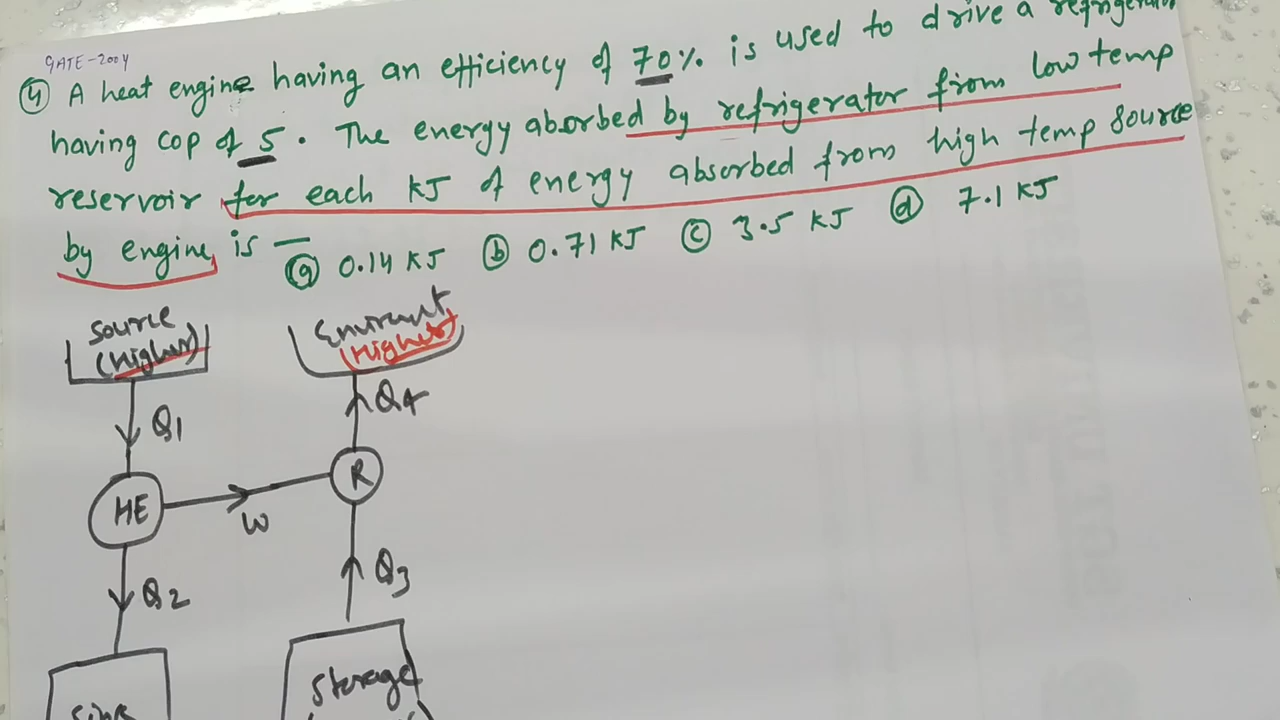 GATE-2004
④ A heat engine having an efficiency of 70% is used to drive a refrigerator
having cop of 5. The energy aborbed by refrigerator from low temp
reservoir for each KJ of energy absorbed from high temp source
by engine is —
ⓐ 0.14 KJ ⓑ 0.71 KJ ⓒ 3.5 KJ ⓓ 7.1 KJ
Source
(Higher)
(Higher)
Q1
Q4
HE
R
W
Q2
Q3
Storage
Sink